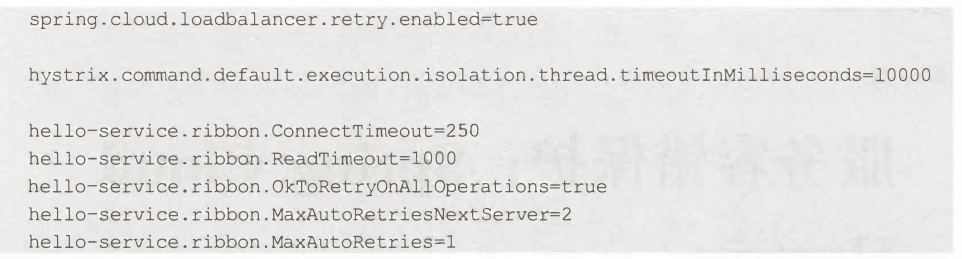 spring.cloud.loadbalancer.retry.enabled=true
hystrix.command.default.execution.isolation.thread.timeoutInMilliseconds=10000
hello-service.ribbon.ConnectTimeout=250
hello-service.ribbon.ReadTimeout=1000
hello-service.ribbon.OkToRetryOnAllOperations=true
hello-service.ribbon.MaxAutoRetriesNextServer=2
hello-service.ribbon.MaxAutoRetries=1